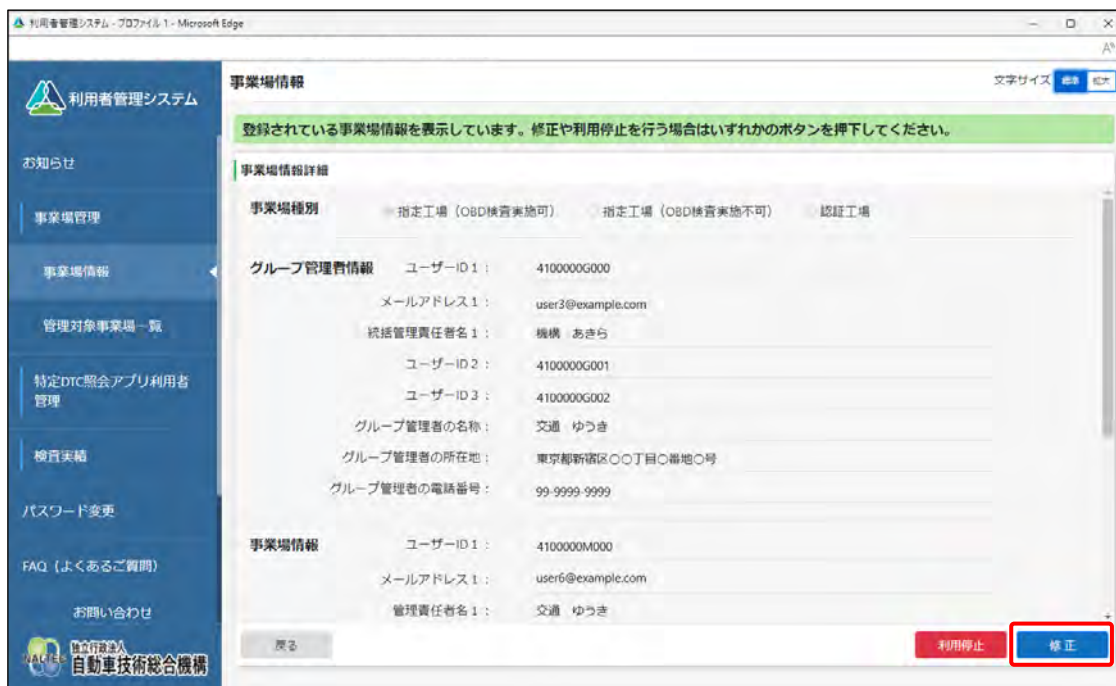 利用者管理システム - プロファイル 1 - Microsoft Edge
利用者管理システム
事業場情報
文字サイズ 標準 拡大
登録されている事業場情報を表示しています。修正や利用停止を行う場合はいずれかのボタンを押下してください。
お知らせ
事業場管理
事業場情報
管理対象事業場一覧
特定DTC照会アプリ利用者
管理
検査実績
パスワード変更
FAQ（よくあるご質問）
お問い合わせ
NALTEC 独立行政法人
自動車技術総合機構
事業場情報詳細
事業場種別 指定工場（OBD検査実施可） 指定工場（OBD検査実施不可） 認証工場
グループ管理者情報 ユーザーID１： 4100000G000
メールアドレス１： user3@example.com
統括管理責任者名１： 機構　あきら
ユーザーID２： 4100000G001
ユーザーID３： 4100000G002
グループ管理者の名称： 交通　ゆうき
グループ管理者の所在地： 東京都新宿区〇〇丁目〇番地〇号
グループ管理者の電話番号： 99-9999-9999
事業場情報 ユーザーID１： 4100000M000
メールアドレス１： user6@example.com
管理責任者名１： 交通　ゆうき
戻る 利用停止 修正